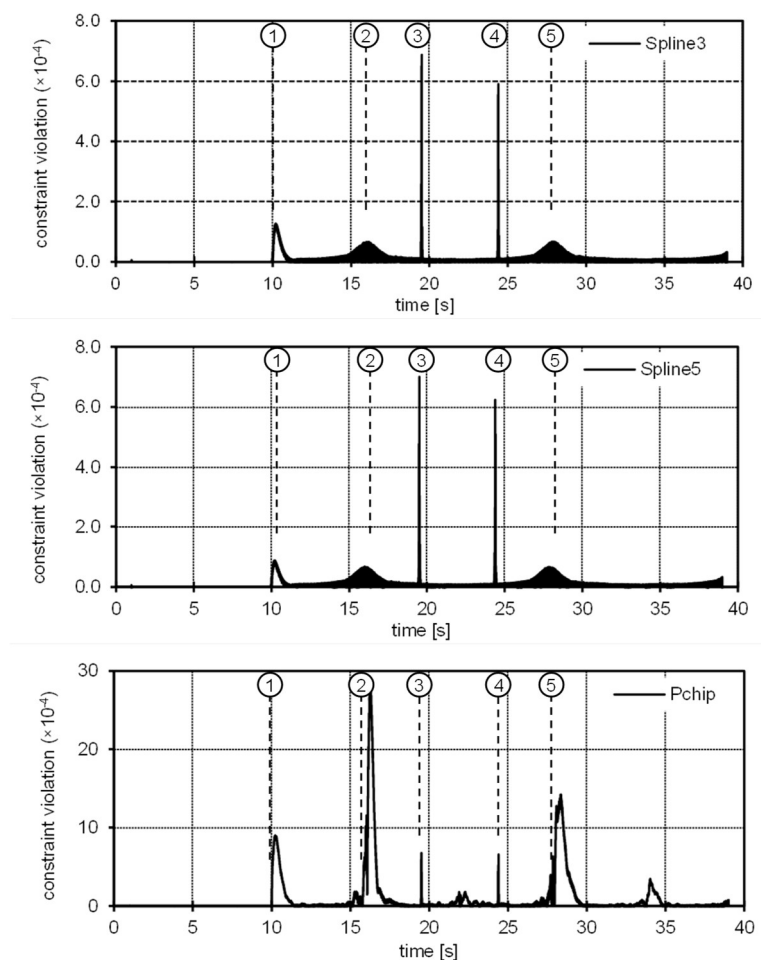 ① ② ③ ④ ⑤
Spline3
constraint violation (×10⁻⁴)
8.0
6.0
4.0
2.0
0.0
0 5 10 15 20 25 30 35 40
time [s]
① ② ③ ④ ⑤
Spline5
constraint violation (×10⁻⁴)
8.0
6.0
4.0
2.0
0.0
0 5 10 15 20 25 30 35 40
time [s]
① ② ③ ④ ⑤
Pchip
constraint violation (×10⁻⁴)
30
20
10
0
0 5 10 15 20 25 30 35 40
time [s]